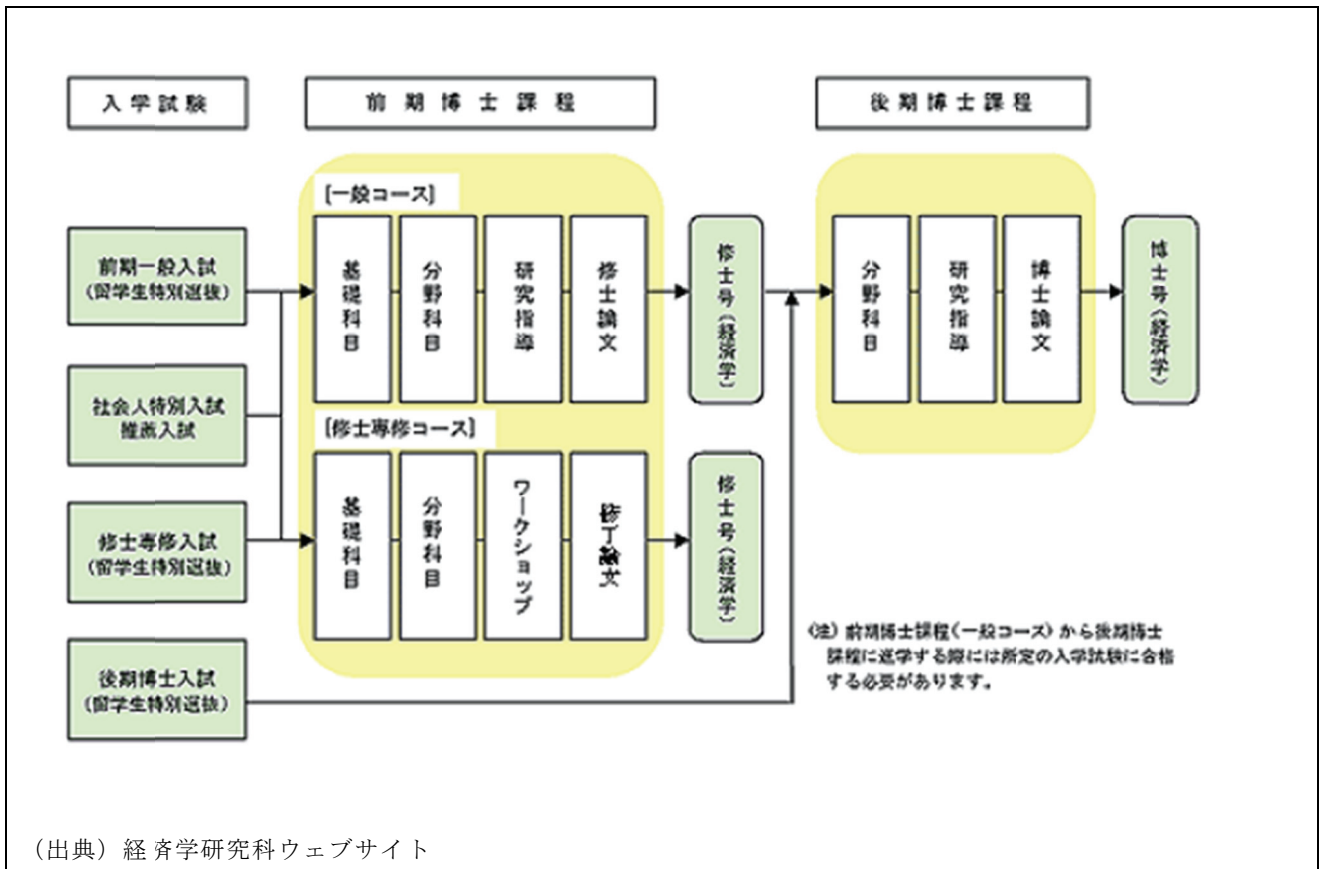 入学試験
前期博士課程
後期博士課程
[一般コース]
前期一般入試
(留学生特別選抜)
基礎科目
分野科目
研究指導
修士論文
修士号(経済学)
分野科目
研究指導
博士論文
博士号(経済学)
社会人特別入試
推薦入試
[修士専修コース]
修士専修入試
(留学生特別選抜)
基礎科目
分野科目
ワークショップ
修了論文
修士号(経済学)
後期博士入試
(留学生特別選抜)
(注) 前期博士課程(一般コース)から後期博士
課程に進学する際には所定の入学試験に合格
する必要があります。
(出典)経済学研究科ウェブサイト